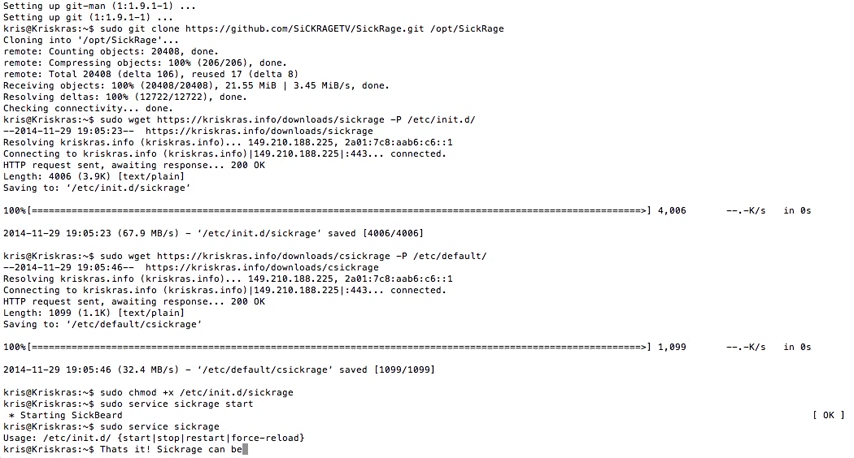 Setting up git-man (1:1.9.1-1) ...
Setting up git (1:1.9.1-1) ...
kris@Kriskras:~$ sudo git clone https://github.com/SiCKRAGETV/SickRage.git /opt/SickRage
Cloning into '/opt/SickRage'...
remote: Counting objects: 20408, done.
remote: Compressing objects: 100% (206/206), done.
remote: Total 20408 (delta 106), reused 17 (delta 8)
Receiving objects: 100% (20408/20408), 21.55 MiB | 3.45 MiB/s, done.
Resolving deltas: 100% (12722/12722), done.
Checking connectivity... done.
kris@Kriskras:~$ sudo wget https://kriskras.info/downloads/sickrage -P /etc/init.d/
--2014-11-29 19:05:23--  https://kriskras.info/downloads/sickrage
Resolving kriskras.info (kriskras.info)... 149.210.188.225, 2a01:7c8:aab6:c6::1
Connecting to kriskras.info (kriskras.info)|149.210.188.225|:443... connected.
HTTP request sent, awaiting response... 200 OK
Length: 4006 (3.9K) [text/plain]
Saving to: ‘/etc/init.d/sickrage’
100%[======================================================================================================>] 4,006 --.-K/s in 0s
2014-11-29 19:05:23 (67.9 MB/s) - ‘/etc/init.d/sickrage’ saved [4006/4006]
kris@Kriskras:~$ sudo wget https://kriskras.info/downloads/csickrage -P /etc/default/
--2014-11-29 19:05:46--  https://kriskras.info/downloads/csickrage
Resolving kriskras.info (kriskras.info)... 149.210.188.225, 2a01:7c8:aab6:c6::1
Connecting to kriskras.info (kriskras.info)|149.210.188.225|:443... connected.
HTTP request sent, awaiting response... 200 OK
Length: 1099 (1.1K) [text/plain]
Saving to: ‘/etc/default/csickrage’
100%[======================================================================================================>] 1,099 --.-K/s in 0s
2014-11-29 19:05:46 (32.4 MB/s) - ‘/etc/default/csickrage’ saved [1099/1099]
kris@Kriskras:~$ sudo chmod +x /etc/init.d/sickrage
kris@Kriskras:~$ sudo service sickrage start
* Starting SickBeard [ OK ]
kris@Kriskras:~$ sudo service sickrage
Usage: /etc/init.d/ {start|stop|restart|force-reload}
kris@Kriskras:~$ Thats it! Sickrage can be